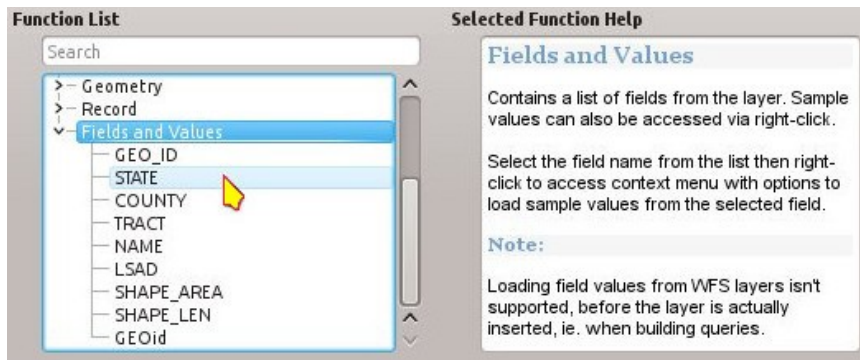 Function List
Search
Geometry
Record
Fields and Values
GEO_ID
STATE
COUNTY
TRACT
NAME
LSAD
SHAPE_AREA
SHAPE_LEN
GEOid
Selected Function Help
Fields and Values
Contains a list of fields from the layer. Sample
values can also be accessed via right-click.
Select the field name from the list then right-
click to access context menu with options to
load sample values from the selected field.
Note:
Loading field values from WFS layers isn't
supported, before the layer is actually
inserted, ie. when building queries.